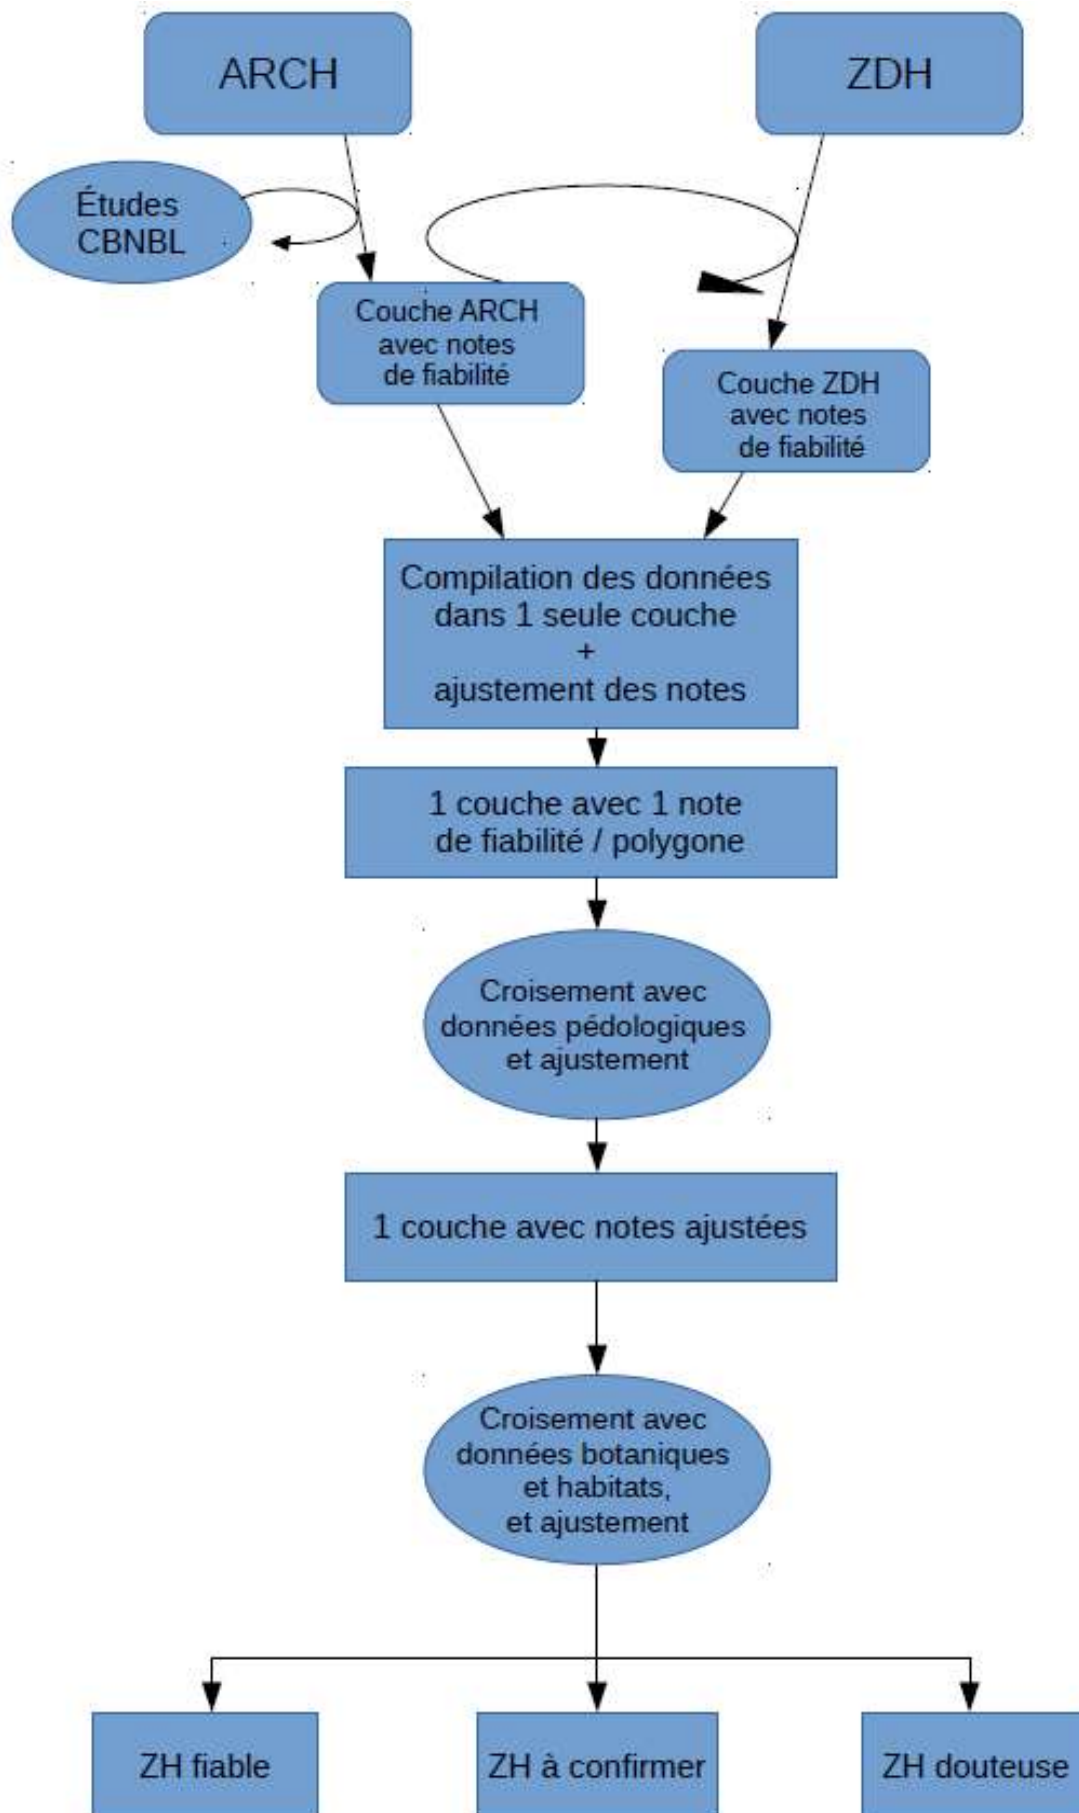 ARCH
ZDH
Études
CBNBL
Couche ARCH
avec notes
de fiabilité
Couche ZDH
avec notes
de fiabilité
Compilation des données
dans 1 seule couche
+
ajustement des notes
1 couche avec 1 note
de fiabilité / polygone
Croisement avec
données pédologiques
et ajustement
1 couche avec notes ajustées
Croisement avec
données botaniques
et habitats,
et ajustement
ZH fiable
ZH à confirmer
ZH douteuse